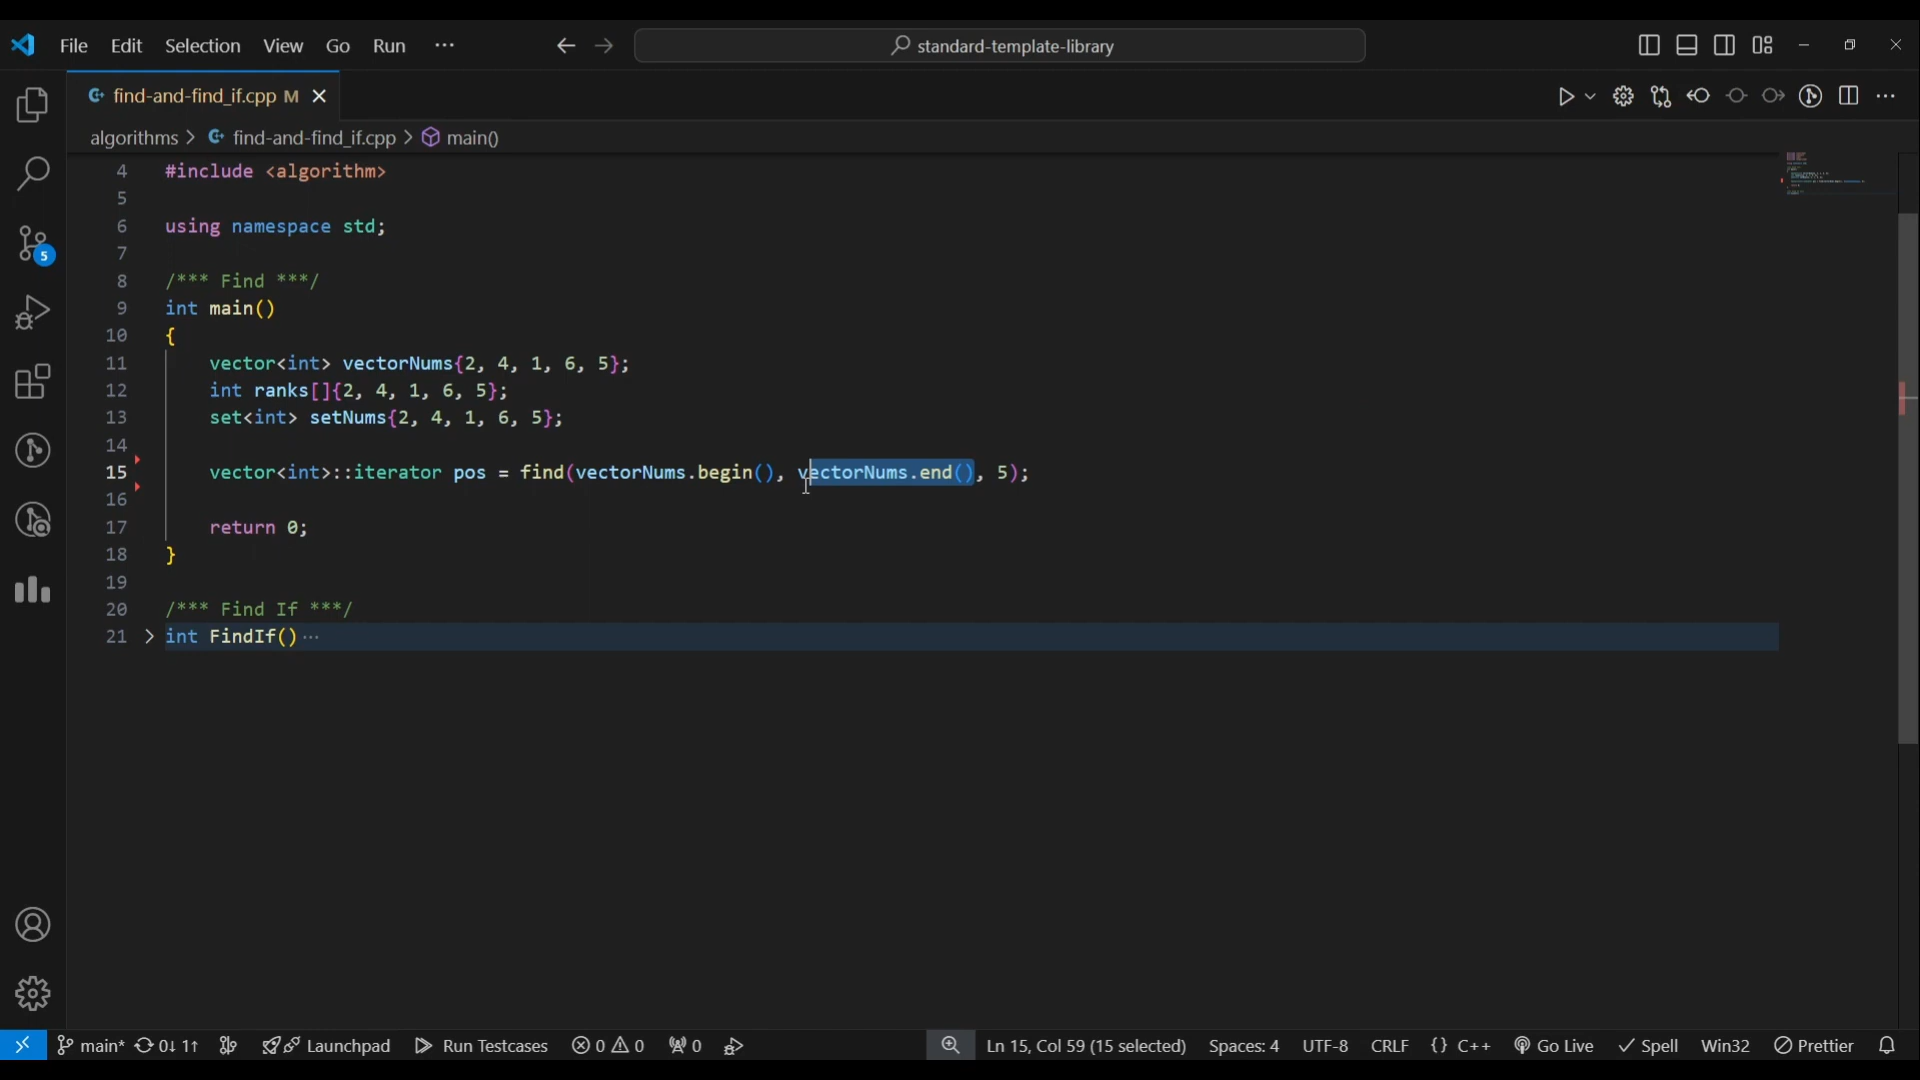 File Edit Selection View Go Run ··· standard-template-library
find-and-find_if.cpp M
algorithms > find-and-find_if.cpp > main()
4 #include <algorithm>
5
6 using namespace std;
7
8 /*** Find ***/
9 int main()
10 {
11 vector<int> vectorNums{2, 4, 1, 6, 5};
12 int ranks[]{2, 4, 1, 6, 5};
13 set<int> setNums{2, 4, 1, 6, 5};
14
15 vector<int>::iterator pos = find(vectorNums.begin(), vectorNums.end(), 5);
16
17 return 0;
18 }
19
20 /*** Find If ***/
21 int FindIf() ···
5
main* 0↓ 1↑ Launchpad Run Testcases 0 0 0 Ln 15, Col 59 (15 selected) Spaces: 4 UTF-8 CRLF {} C++ Go Live Spell Win32 Prettier